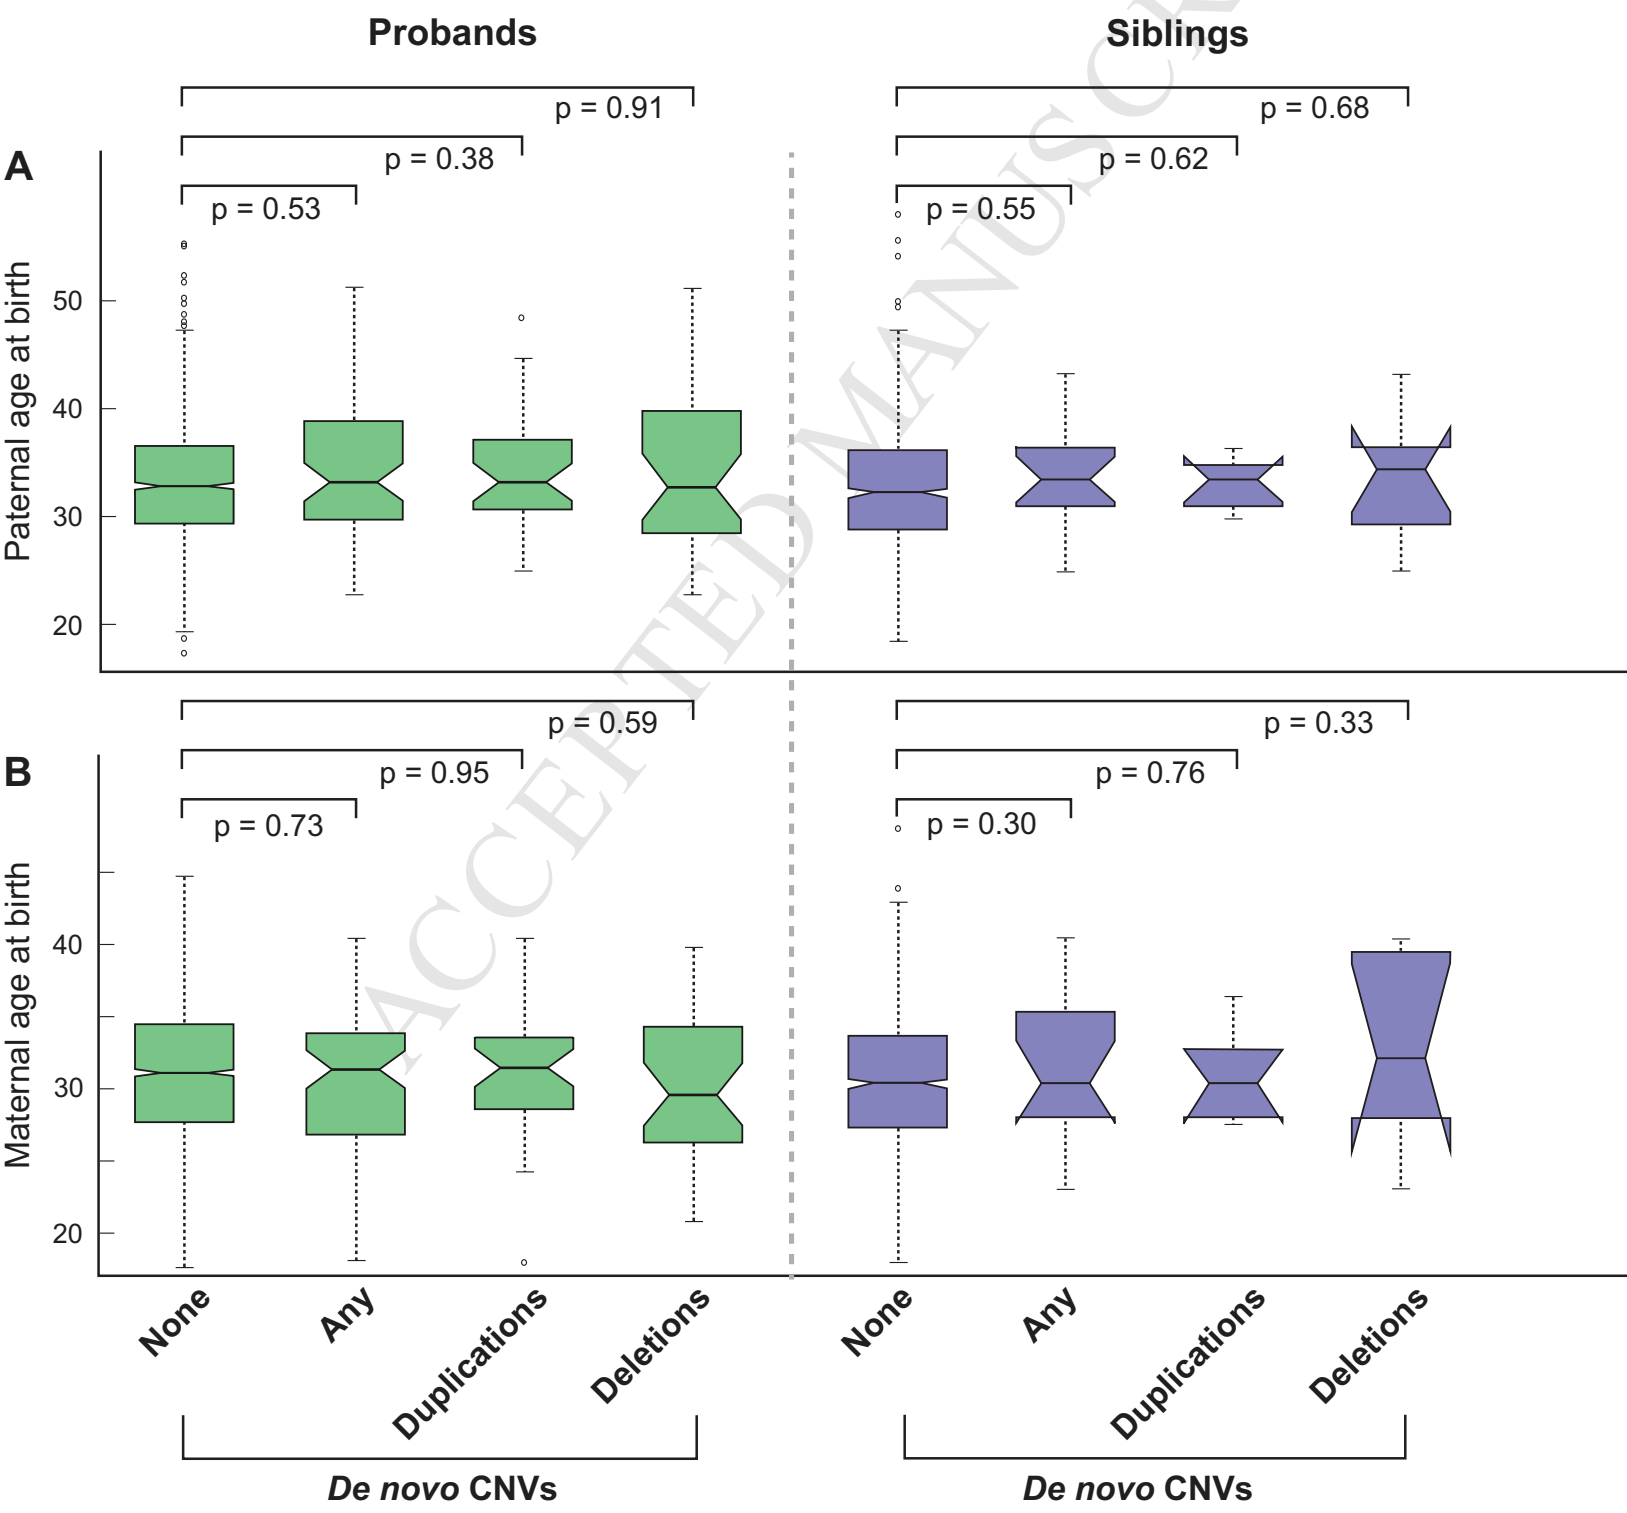 Probands
Siblings
p = 0.91
p = 0.68
p = 0.38
p = 0.62
A
p = 0.53
p = 0.55
Paternal age at birth
50
40
30
20
p = 0.59
p = 0.33
p = 0.95
p = 0.76
B
p = 0.73
p = 0.30
Maternal age at birth
40
30
20
None
Any
Duplications
Deletions
None
Any
Duplications
Deletions
De novo CNVs
De novo CNVs
ACCEPTED